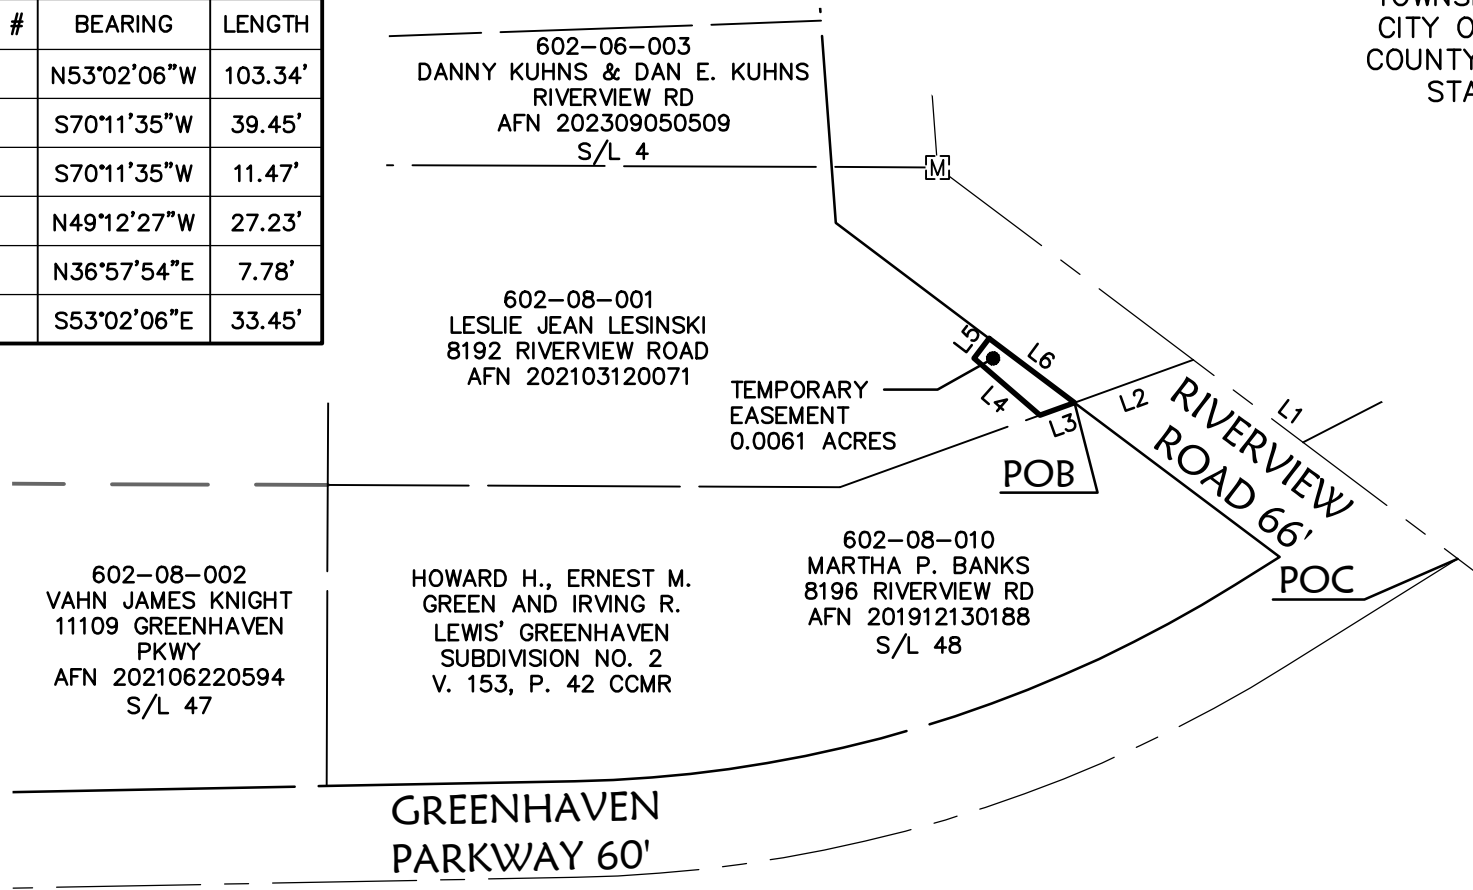 # BEARING LENGTH
N53°02'06"W 103.34'
S70°11'35"W 39.45'
S70°11'35"W 11.47'
N49°12'27"W 27.23'
N36°57'54"E 7.78'
S53°02'06"E 33.45'
602-06-003
DANNY KUHNS & DAN E. KUHNS
RIVERVIEW RD
AFN 202309050509
S/L 4
CITY
COUNTY
M
602-08-001
LESLIE JEAN LESINSKI
8192 RIVERVIEW ROAD
AFN 202103120071
TEMPORARY
EASEMENT
0.0061 ACRES
L5
L6
L4
L3
L2
L1
RIVERVIEW
ROAD 66'
POB
POC
602-08-002
VAHN JAMES KNIGHT
11109 GREENHAVEN
PKWY
AFN 202106220594
S/L 47
HOWARD H., ERNEST M.
GREEN AND IRVING R.
LEWIS' GREENHAVEN
SUBDIVISION NO. 2
V. 153, P. 42 CCMR
602-08-010
MARTHA P. BANKS
8196 RIVERVIEW RD
AFN 201912130188
S/L 48
GREENHAVEN
PARKWAY 60'